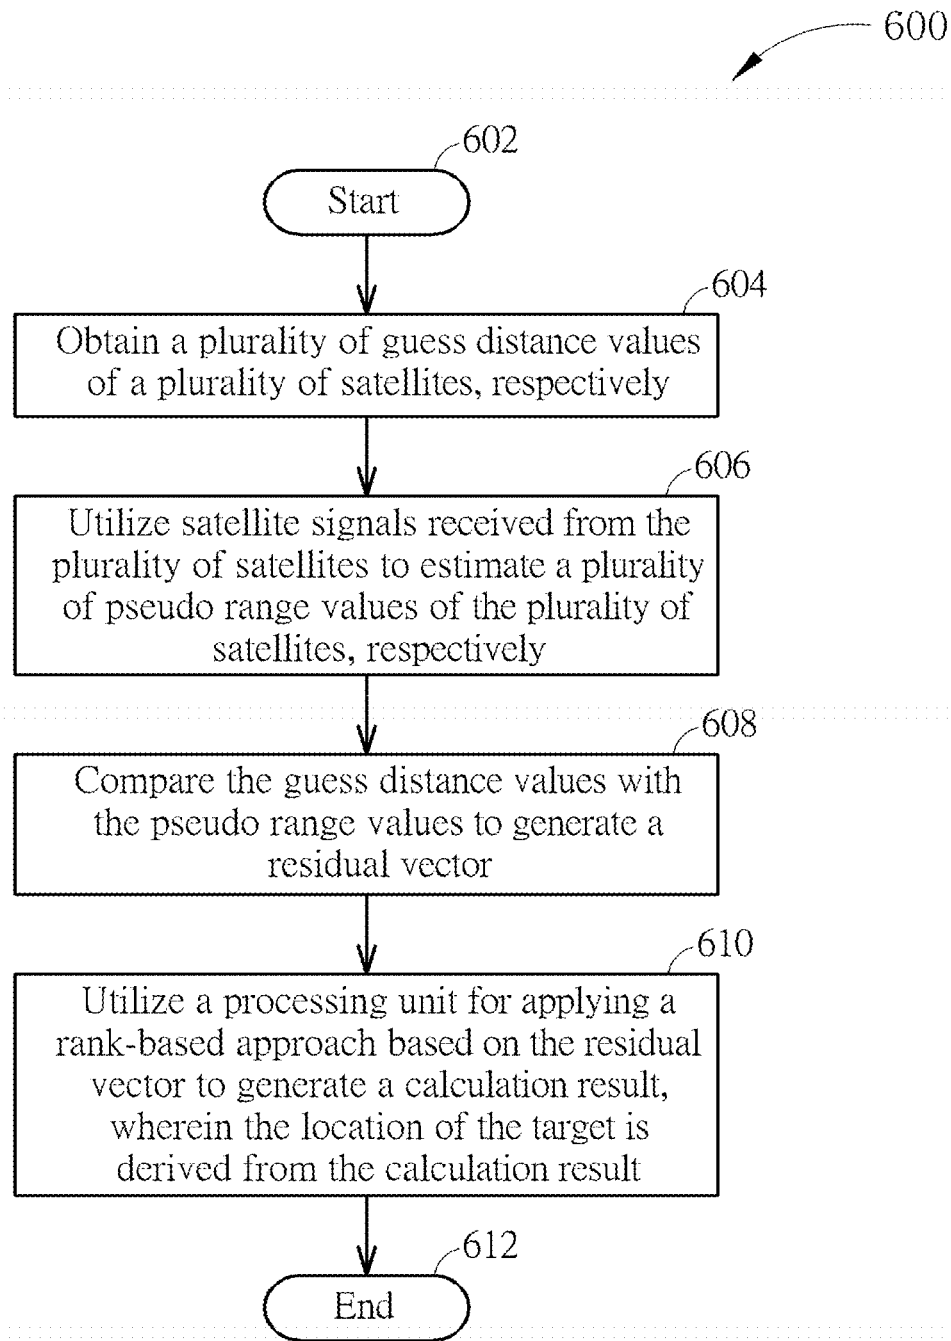 600
602
Start
604
Obtain a plurality of guess distance values
of a plurality of satellites, respectively
606
Utilize satellite signals received from the
plurality of satellites to estimate a plurality
of pseudo range values of the plurality of
satellites, respectively
608
Compare the guess distance values with
the pseudo range values to generate a
residual vector
610
Utilize a processing unit for applying a
rank-based approach based on the residual
vector to generate a calculation result,
wherein the location of the target is
derived from the calculation result
612
End